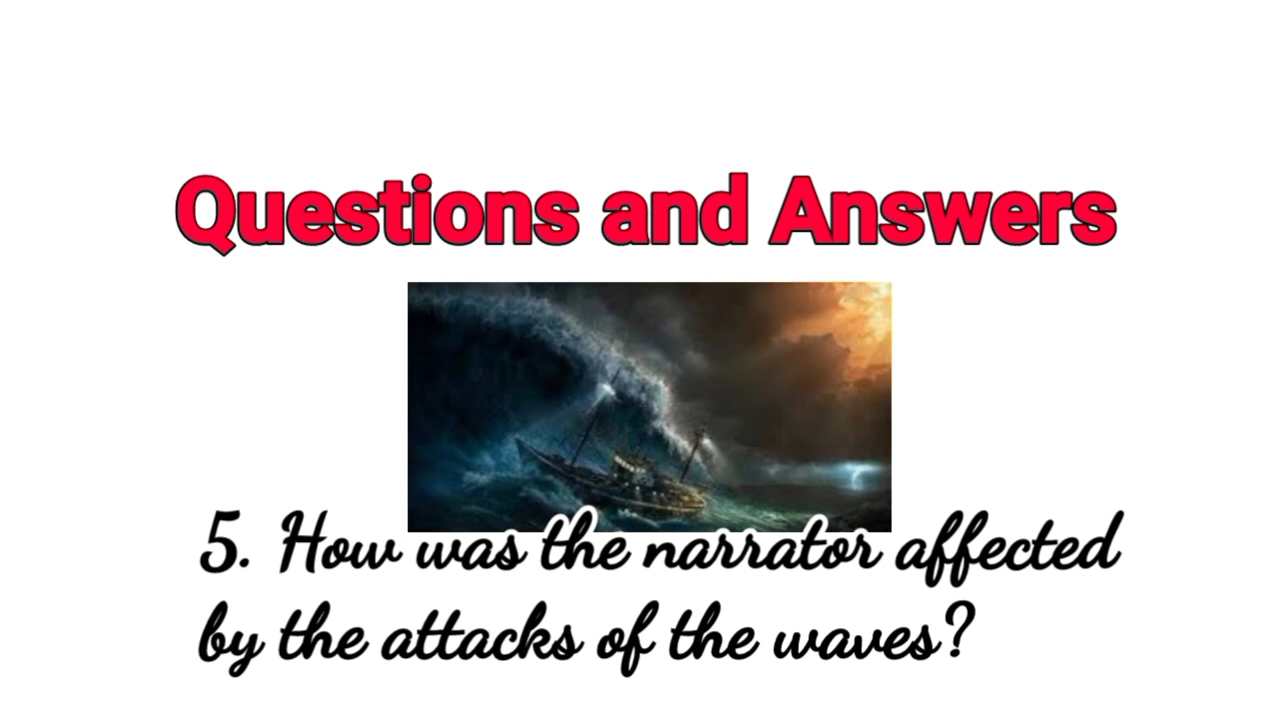 Questions and Answers
5. How was the narrator affected
by the attacks of the waves?